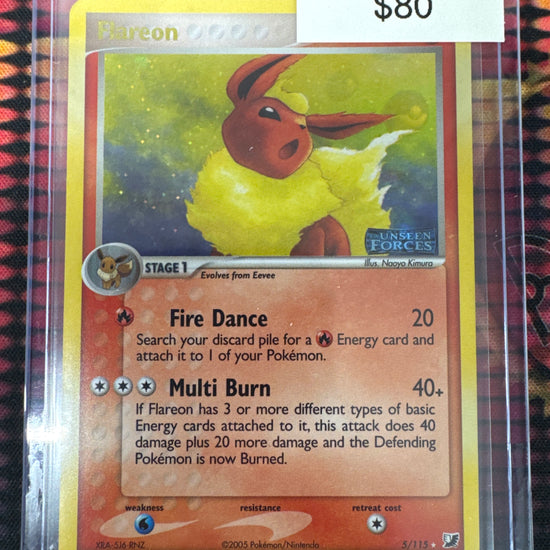 $80
Flareon
UNSEEN
FORCES
Illus. Naoyo Kimura
STAGE 1
Evolves from Eevee
Fire Dance 20
Search your discard pile for a Energy card and
attach it to 1 of your Pokémon.
Multi Burn 40+
If Flareon has 3 or more different types of basic
Energy cards attached to it, this attack does 40
damage plus 20 more damage and the Defending
Pokémon is now Burned.
weakness resistance retreat cost
XRA-5J6-RNZ ©2005 Pokémon/Nintendo 5/115